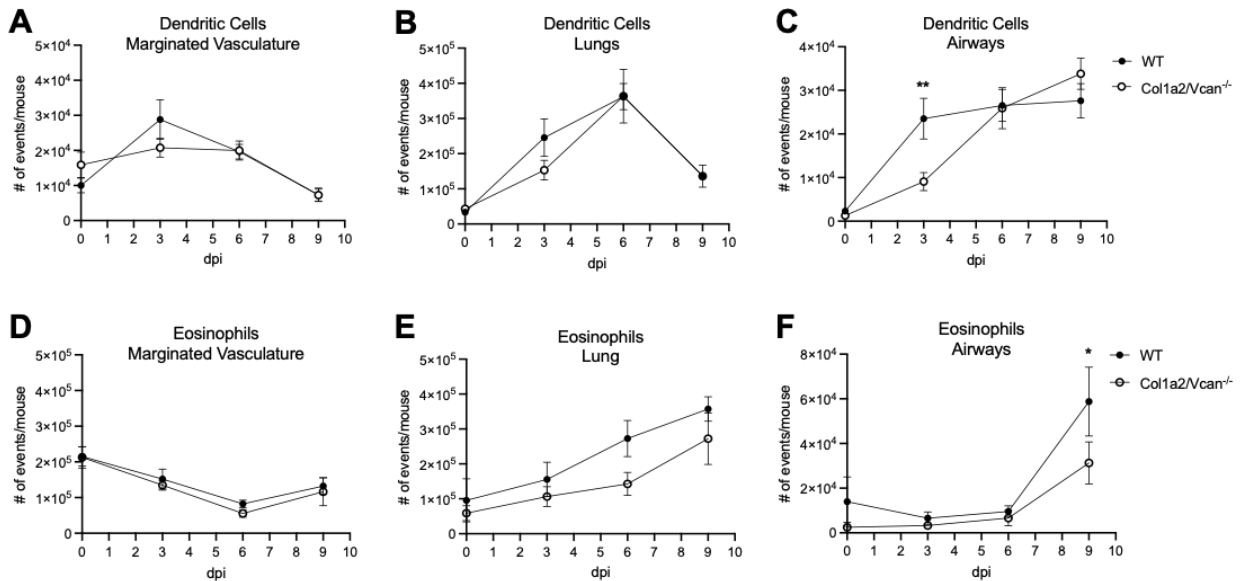 A
Dendritic Cells
Marginated Vasculature
# of events/mouse
5×10⁴
4×10⁴
3×10⁴
2×10⁴
1×10⁴
0
0 1 2 3 4 5 6 7 8 9 10
dpi
B
Dendritic Cells
Lungs
# of events/mouse
5×10⁵
4×10⁵
3×10⁵
2×10⁵
1×10⁵
0
0 1 2 3 4 5 6 7 8 9 10
dpi
C
Dendritic Cells
Airways
# of events/mouse
4×10⁴
3×10⁴
2×10⁴
1×10⁴
0
**
0 1 2 3 4 5 6 7 8 9 10
dpi
WT
Col1a2/Vcan⁻/⁻
D
Eosinophils
Marginated Vasculature
# of events/mouse
5×10⁵
4×10⁵
3×10⁵
2×10⁵
1×10⁵
0
0 1 2 3 4 5 6 7 8 9 10
dpi
E
Eosinophils
Lung
# of events/mouse
5×10⁵
4×10⁵
3×10⁵
2×10⁵
1×10⁵
0
0 1 2 3 4 5 6 7 8 9 10
dpi
F
Eosinophils
Airways
# of events/mouse
8×10⁴
6×10⁴
4×10⁴
2×10⁴
0
*
0 1 2 3 4 5 6 7 8 9 10
dpi
WT
Col1a2/Vcan⁻/⁻